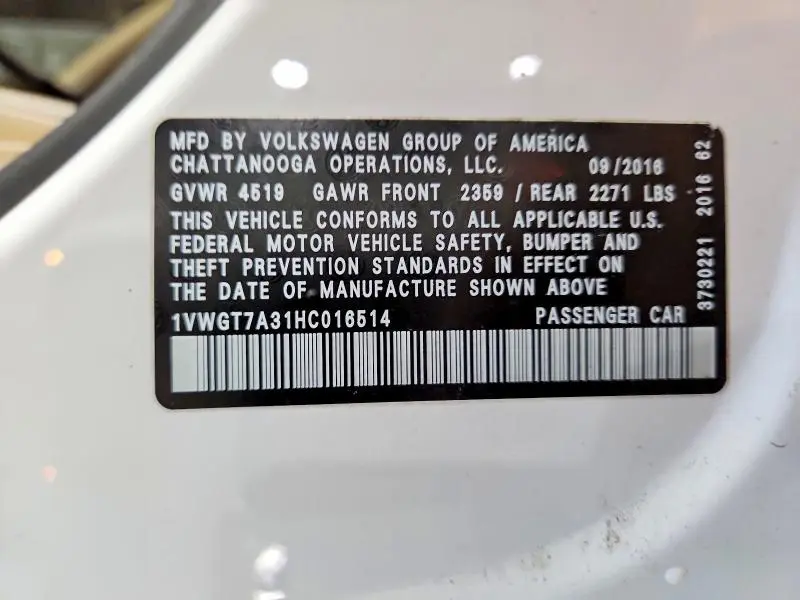 MFD BY VOLKSWAGEN GROUP OF AMERICA
CHATTANOOGA OPERATIONS, LLC. 09/2016
GVWR 4519 GAWR FRONT 2359 / REAR 2271 LBS
THIS VEHICLE CONFORMS TO ALL APPLICABLE U.S.
FEDERAL MOTOR VEHICLE SAFETY, BUMPER AND
THEFT PREVENTION STANDARDS IN EFFECT ON
THE DATE OF MANUFACTURE SHOWN ABOVE
1VWGT7A31HC016514 PASSENGER CAR
3730221 2016 62